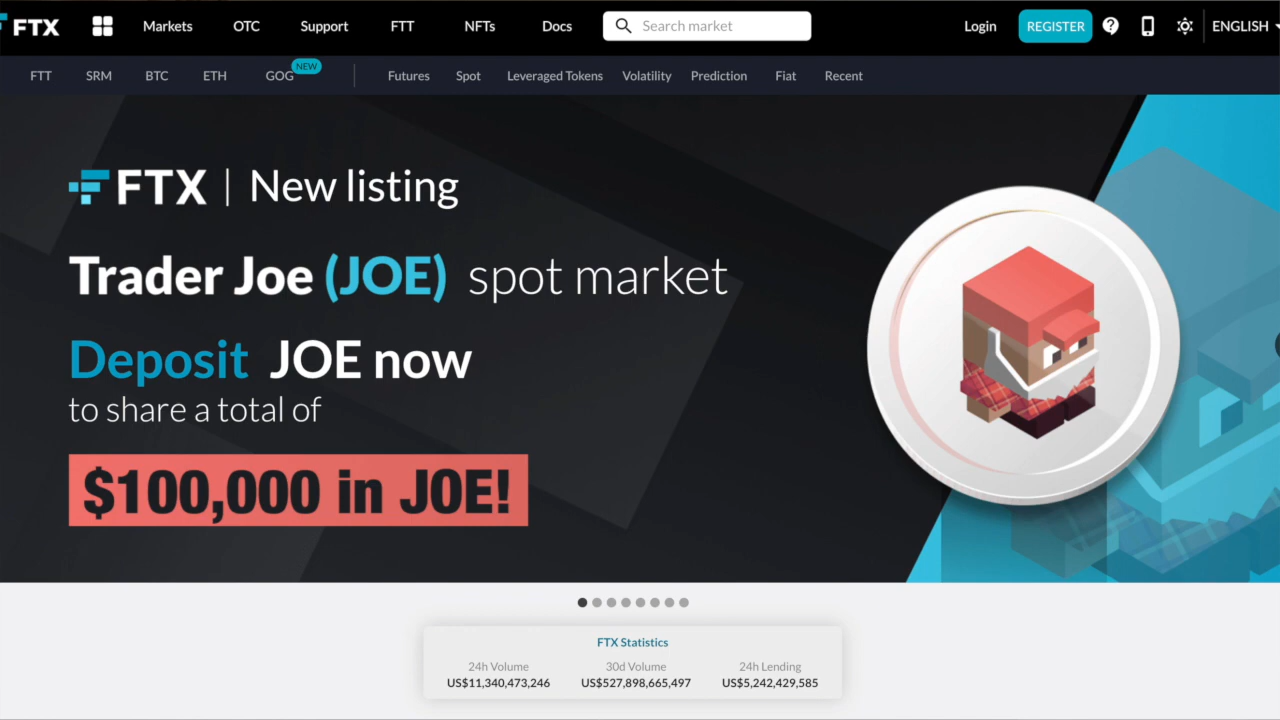 FTX Markets OTC Support FTT NFTs Docs Search market Login REGISTER ENGLISH
FTT SRM BTC ETH GOG NEW Futures Spot Leveraged Tokens Volatility Prediction Fiat Recent
FTX | New listing
Trader Joe (JOE) spot market
Deposit JOE now
to share a total of
$100,000 in JOE!
FTX Statistics
24h Volume 30d Volume 24h Lending
US$11,340,473,246 US$527,898,665,497 US$5,242,429,585